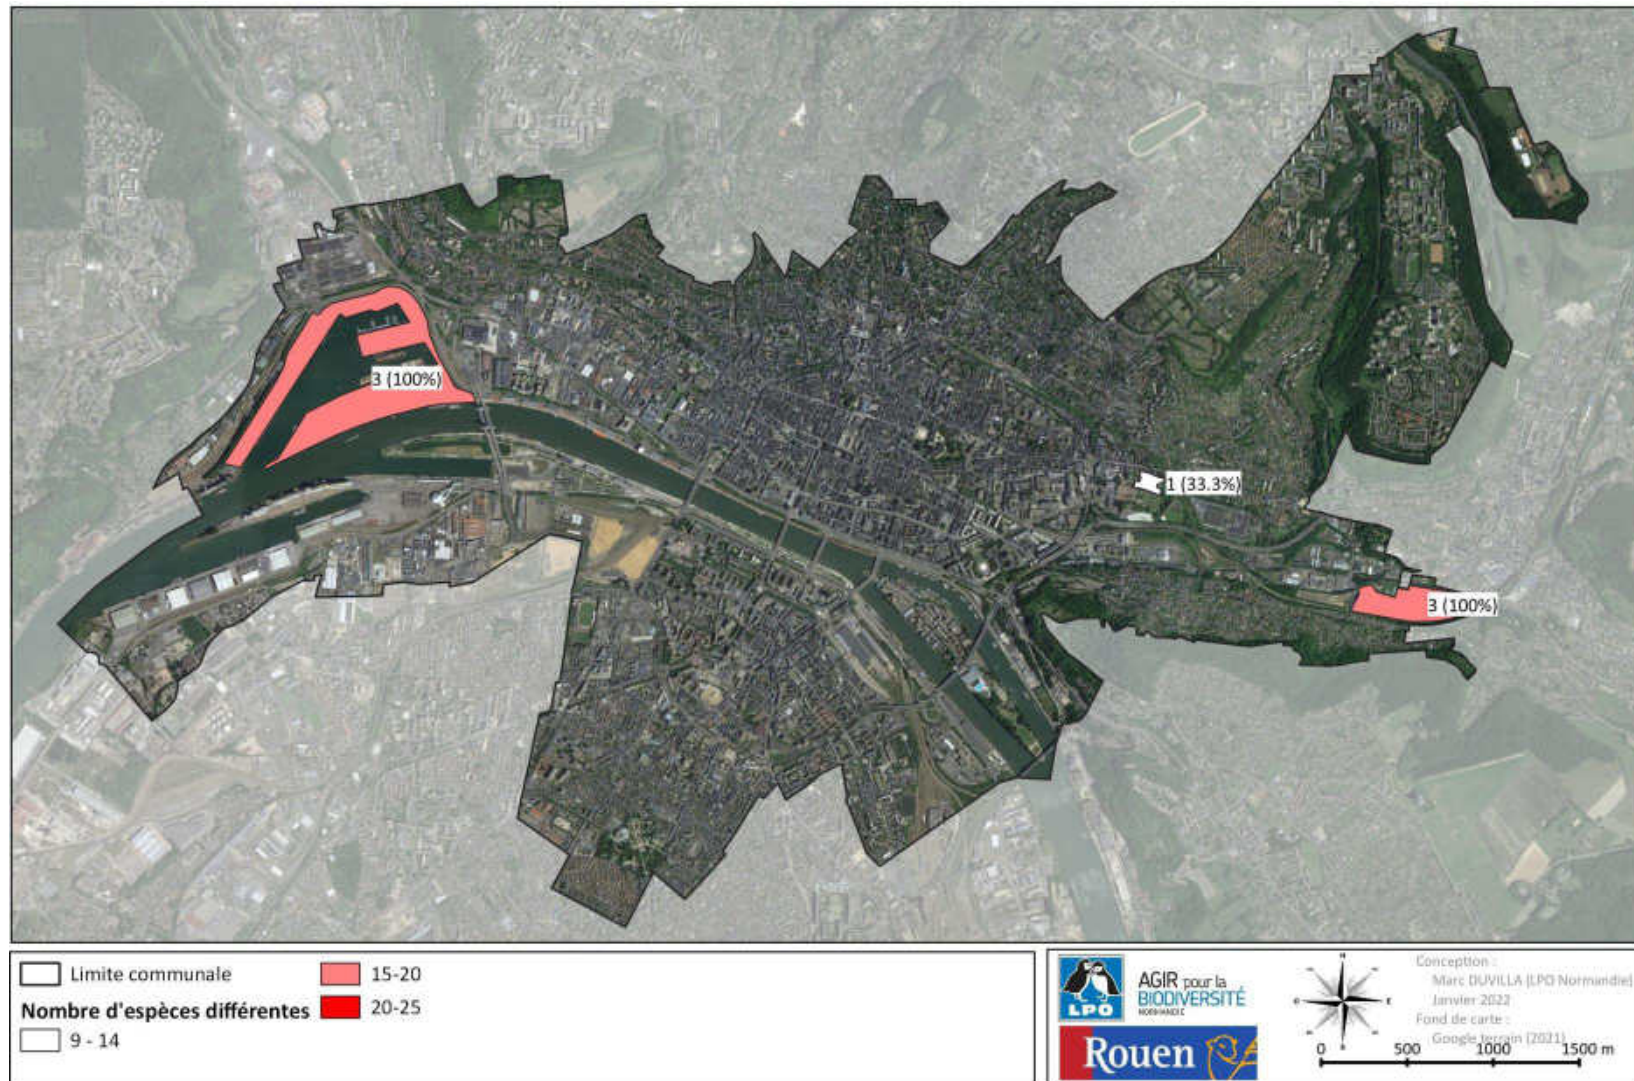 3 (100%)
1 (33.3%)
3 (100%)
Limite communale
Nombre d'espèces différentes
9 - 14
15-20
20-25
LPO
AGIR pour la
BIODIVERSITÉ
NORMANDIE
Rouen
N
E
S
O
Conception :
Marc DUVILLA (LPO Normandie)
Janvier 2022
Fond de carte :
Google terrain (2021)
0 500 1000 1500 m